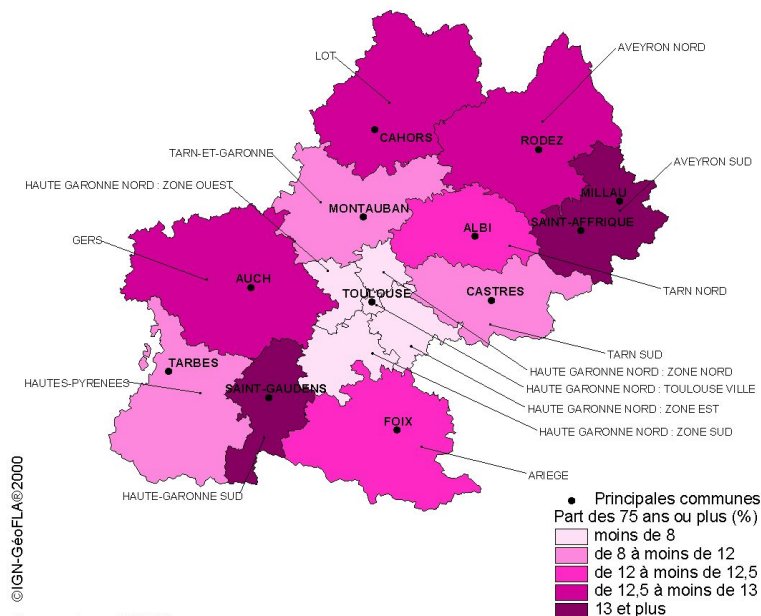 LOT
AVEYRON NORD
CAHORS
RODEZ
TARN-ET-GARONNE
AVEYRON SUD
HAUTE GARONNE NORD : ZONE OUEST
MILLAU
MONTAUBAN
SAINT-AFFRIQUE
ALBI
GERS
AUCH
TOULOUSE
CASTRES
TARN NORD
TARBES
TARN SUD
HAUTE GARONNE NORD : ZONE NORD
HAUTES-PYRENEES
SAINT-GAUDENS
HAUTE GARONNE NORD : TOULOUSE VILLE
HAUTE GARONNE NORD : ZONE EST
FOIX
HAUTE GARONNE NORD : ZONE SUD
ARIEGE
HAUTE-GARONNE SUD
©IGN-GéoFLA®2000
Principales communes
Part des 75 ans ou plus (%)
moins de 8
de 8 à moins de 12
de 12 à moins de 12,5
de 12,5 à moins de 13
13 et plus